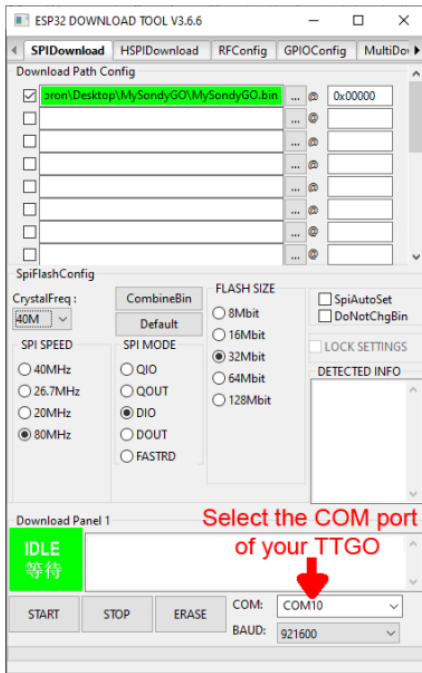 ESP32 DOWNLOAD TOOL V3.6.6
SPIDownload HSPIDownload RFConfig GPIOConfig MultiDo
Download Path Config
oron\Desktop\MySondyGO\MySondyGO.bin ... @ 0x00000
... @
... @
... @
... @
... @
... @
... @
SpiFlashConfig
CrystalFreq :
40M
CombineBin
Default
SPI SPEED
40MHz
26.7MHz
20MHz
80MHz
SPI MODE
QIO
QOUT
DIO
DOUT
FASTRD
FLASH SIZE
8Mbit
16Mbit
32Mbit
64Mbit
128Mbit
SpiAutoSet
DoNotChgBin
LOCK SETTINGS
DETECTED INFO
Download Panel 1
Select the COM port
of your TTGO
IDLE
等待
START STOP ERASE
COM: COM10
BAUD: 921600